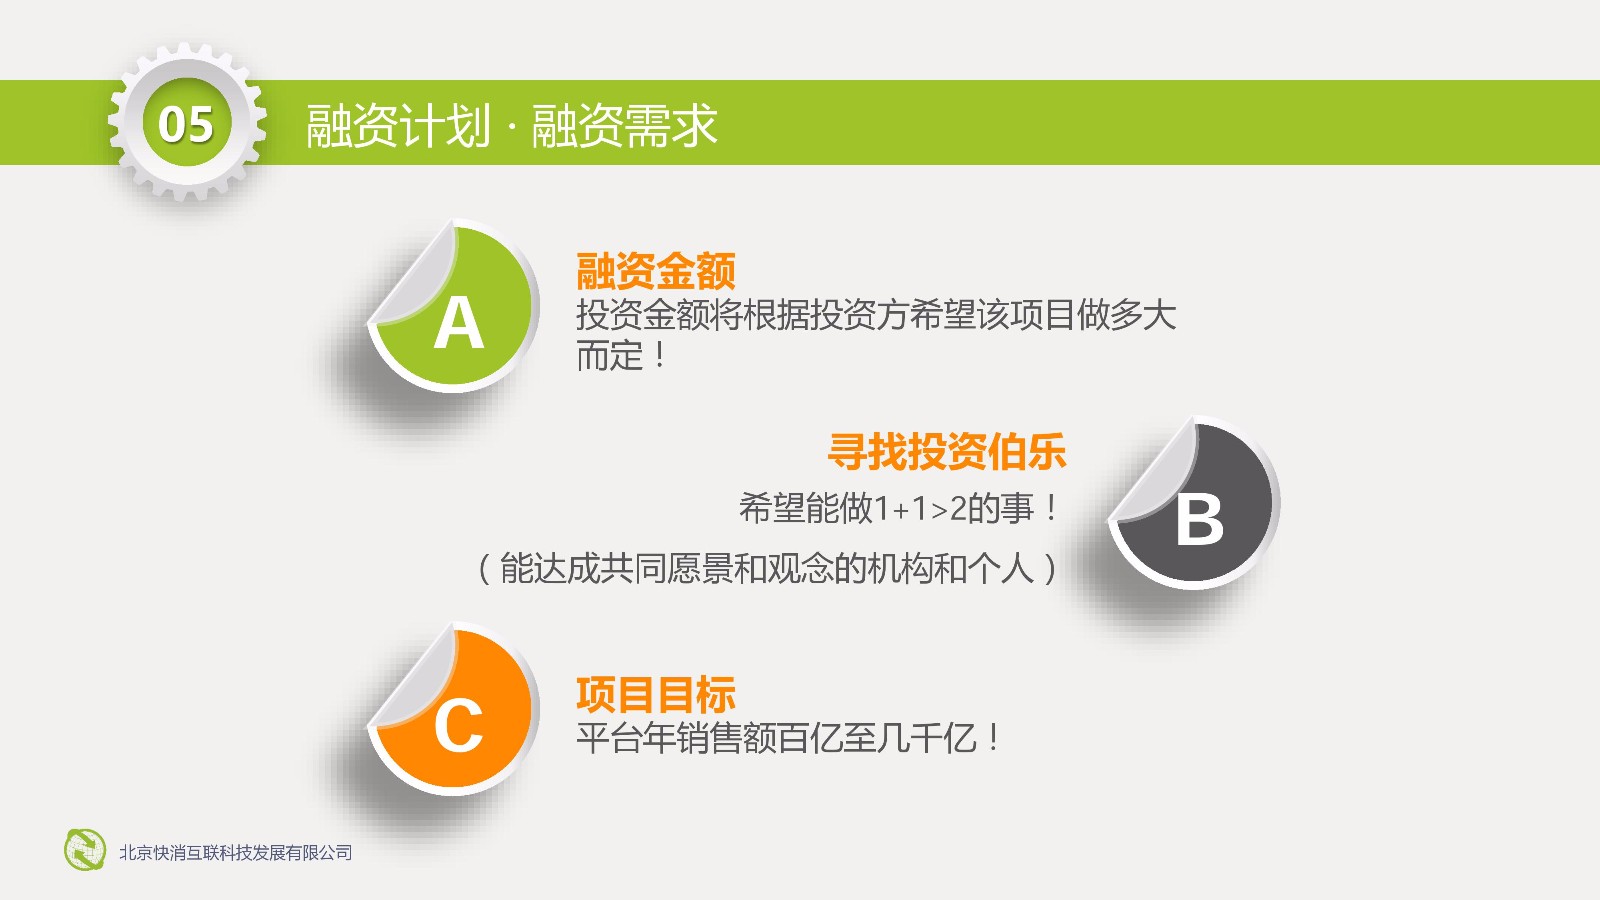 05
融资计划 · 融资需求
A
融资金额
投资金额将根据投资方希望该项目做多大
而定！
寻找投资伯乐
希望能做1+1>2的事！
（能达成共同愿景和观念的机构和个人）
B
C
项目目标
平台年销售额百亿至几千亿！
北京快消互联科技发展有限公司